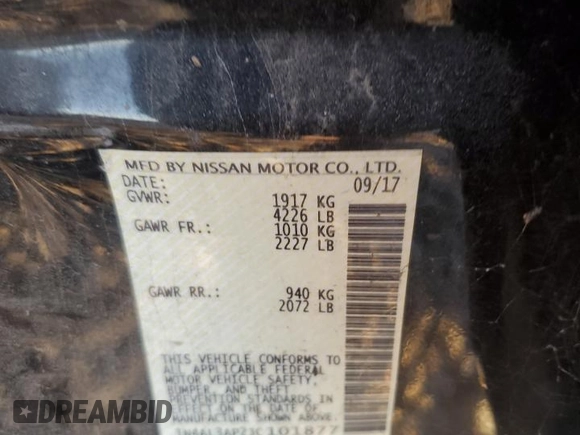 MFD BY NISSAN MOTOR CO., LTD.
DATE: 09/17
GVWR: 1917 KG
4226 LB
GAWR FR.: 1010 KG
2227 LB
GAWR RR.: 940 KG
2072 LB
THIS VEHICLE CONFORMS TO
ALL APPLICABLE FEDERAL
MOTOR VEHICLE SAFETY,
BUMPER, AND THEFT
PREVENTION STANDARDS
IN EFFECT ON THE DATE OF
MANUFACTURE SHOWN ABOVE.
DREAMBID